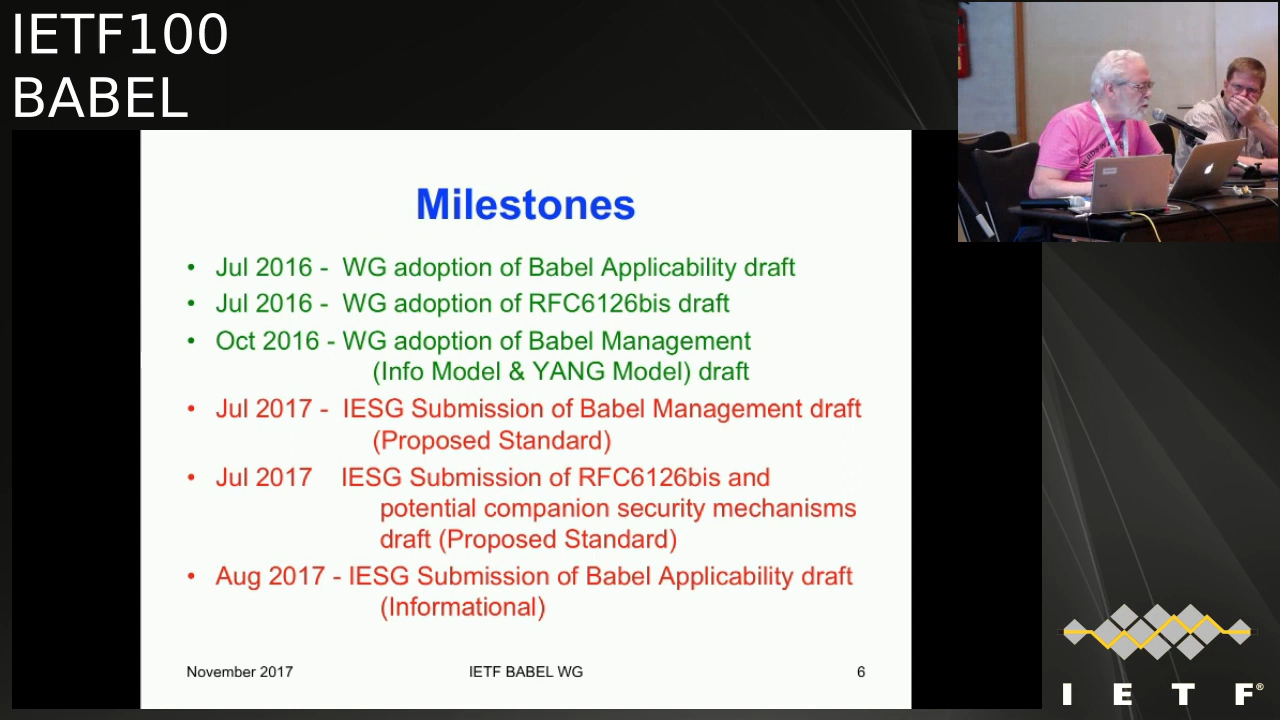 IETF100
BABEL
Milestones
• Jul 2016 - WG adoption of Babel Applicability draft
• Jul 2016 - WG adoption of RFC6126bis draft
• Oct 2016 - WG adoption of Babel Management
(Info Model & YANG Model) draft
• Jul 2017 - IESG Submission of Babel Management draft
(Proposed Standard)
• Jul 2017 IESG Submission of RFC6126bis and
potential companion security mechanisms
draft (Proposed Standard)
• Aug 2017 - IESG Submission of Babel Applicability draft
(Informational)
November 2017 IETF BABEL WG 6
I E T F®